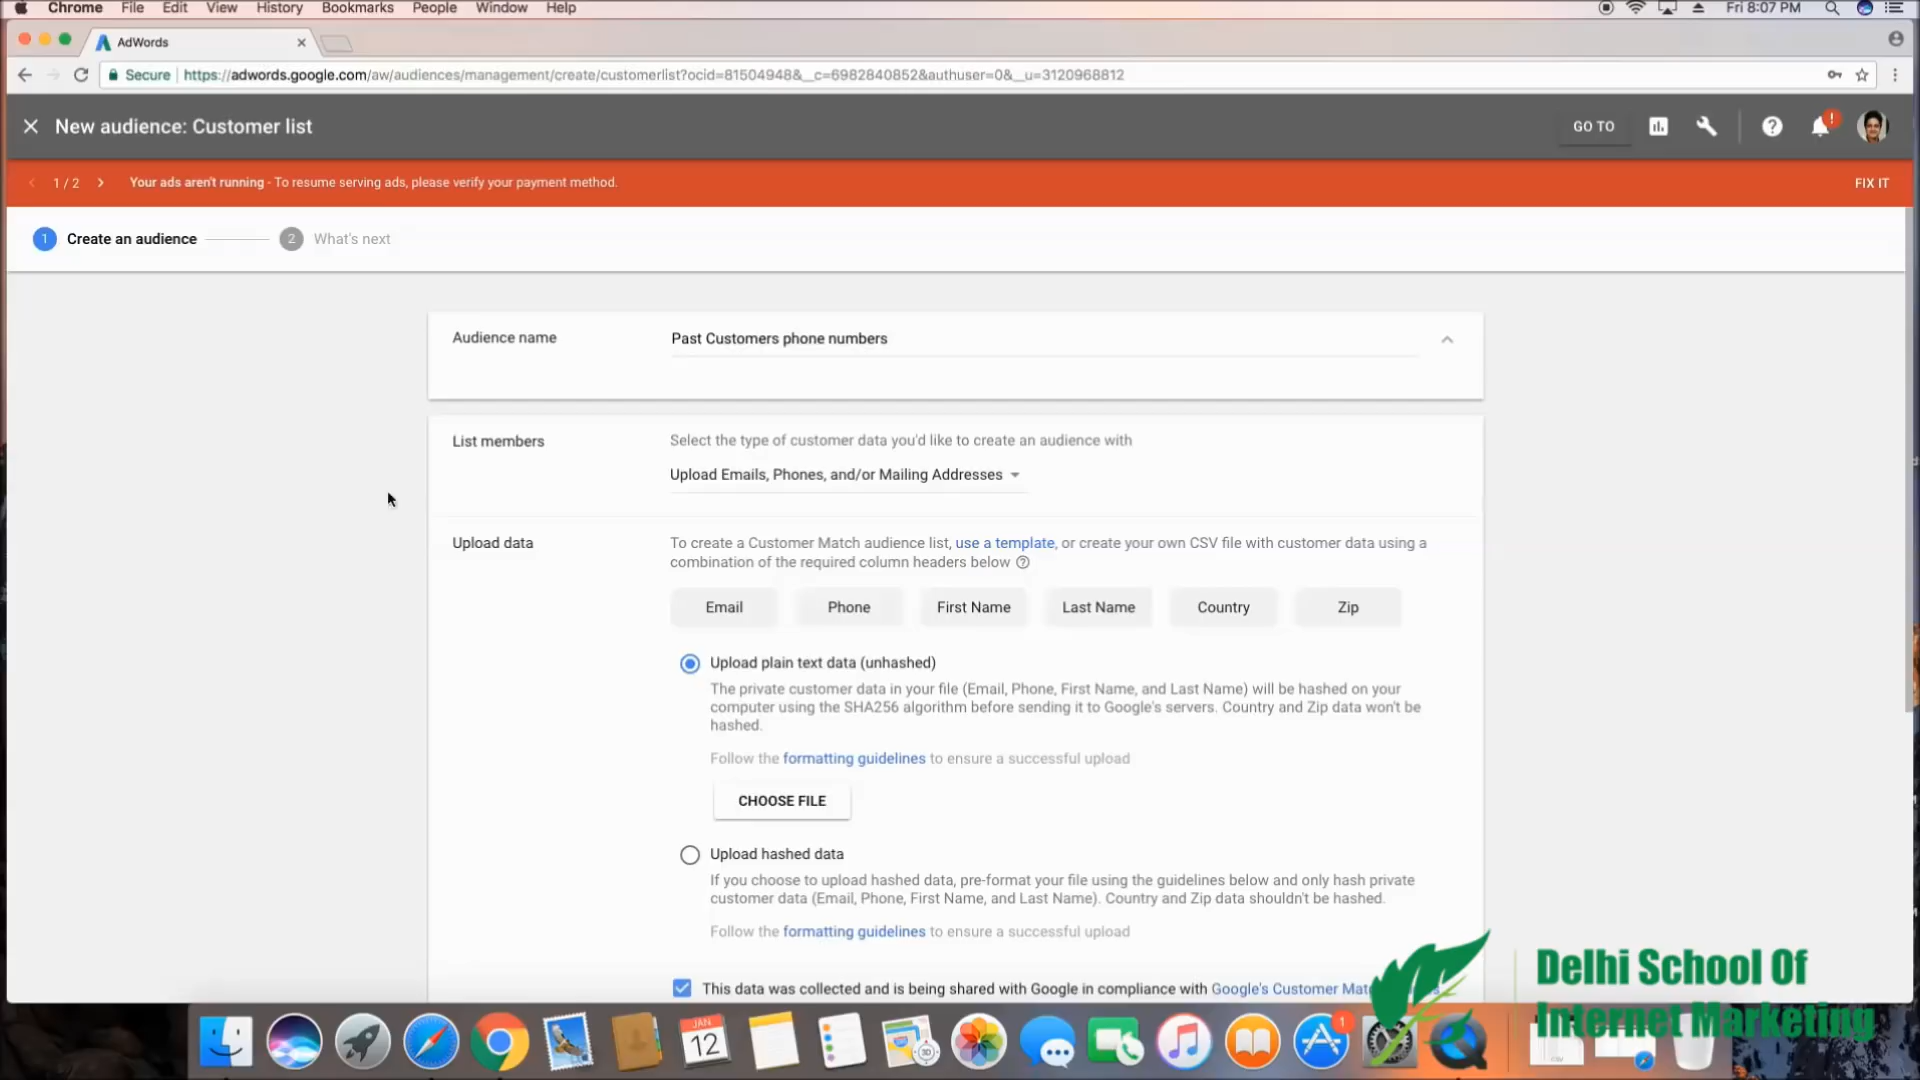 Chrome File Edit View History Bookmarks People Window Help Fri 8:07 PM
AdWords
Secure https://adwords.google.com/aw/audiences/management/create/customerlist?ocid=81504948&__c=6982840852&authuser=0&__u=3120968812
New audience: Customer list GO TO
1 / 2 Your ads aren't running - To resume serving ads, please verify your payment method. FIX IT
1 Create an audience 2 What's next
Audience name Past Customers phone numbers
List members Select the type of customer data you'd like to create an audience with
Upload Emails, Phones, and/or Mailing Addresses
Upload data To create a Customer Match audience list, use a template, or create your own CSV file with customer data using a
combination of the required column headers below
Email Phone First Name Last Name Country Zip
Upload plain text data (unhashed)
The private customer data in your file (Email, Phone, First Name, and Last Name) will be hashed on your
computer using the SHA256 algorithm before sending it to Google's servers. Country and Zip data won't be
hashed.
Follow the formatting guidelines to ensure a successful upload
CHOOSE FILE
Upload hashed data
If you choose to upload hashed data, pre-format your file using the guidelines below and only hash private
customer data (Email, Phone, First Name, and Last Name). Country and Zip data shouldn't be hashed.
Follow the formatting guidelines to ensure a successful upload
This data was collected and is being shared with Google in compliance with Google's Customer
Delhi School Of
Internet Marketing
JAN
12
1